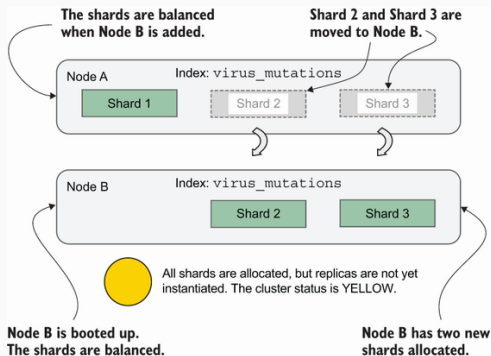 The shards are balanced
when Node B is added.
Shard 2 and Shard 3 are
moved to Node B.
Node A
Index: virus_mutations
Shard 1
Shard 2
Shard 3
Node B
Index: virus_mutations
Shard 2
Shard 3
All shards are allocated, but replicas are not yet
instantiated. The cluster status is YELLOW.
Node B is booted up.
The shards are balanced.
Node B has two new
shards allocated.